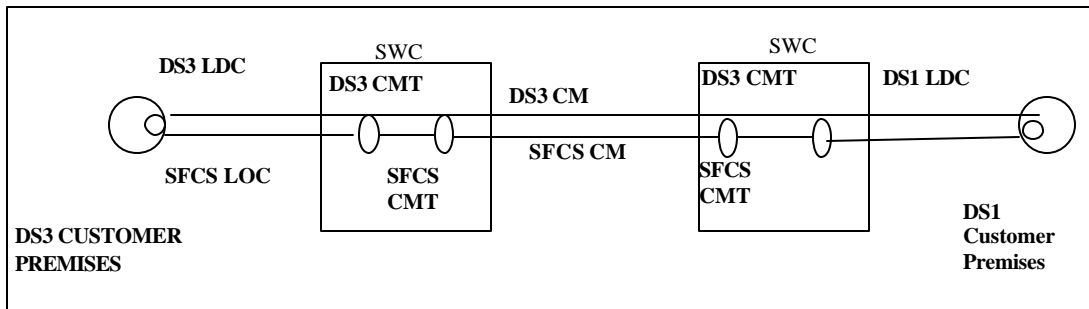 SWC
SWC
DS3 LDC
DS3 CMT
DS3 CM
DS3 CMT
DS1 LDC
SFCS LOC
SFCS
CMT
SFCS CM
SFCS
CMT
DS3 CUSTOMER
PREMISES
DS1
Customer
Premises